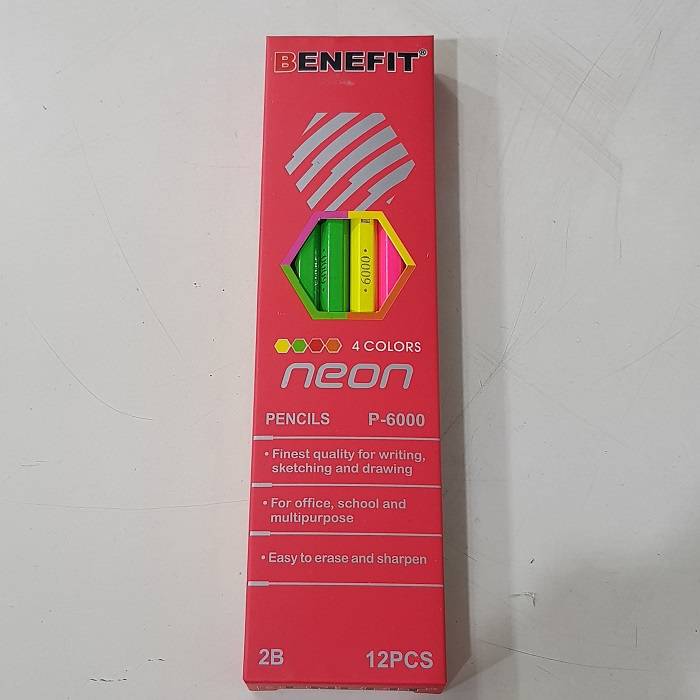 BENEFIT®
6000
4 COLORS
neon
PENCILS P-6000
• Finest quality for writing,
sketching and drawing
• For office, school and
multipurpose
• Easy to erase and sharpen
2B 12PCS